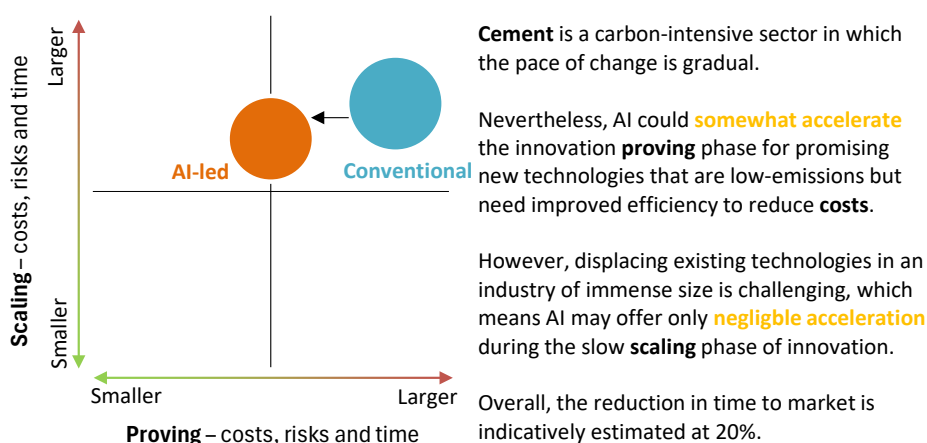 Larger
Scaling – costs, risks and time
Smaller
AI-led
Conventional
Smaller
Larger
Proving – costs, risks and time
Cement is a carbon-intensive sector in which
the pace of change is gradual.
Nevertheless, AI could somewhat accelerate
the innovation proving phase for promising
new technologies that are low-emissions but
need improved efficiency to reduce costs.
However, displacing existing technologies in an
industry of immense size is challenging, which
means AI may offer only negligble acceleration
during the slow scaling phase of innovation.
Overall, the reduction in time to market is
indicatively estimated at 20%.